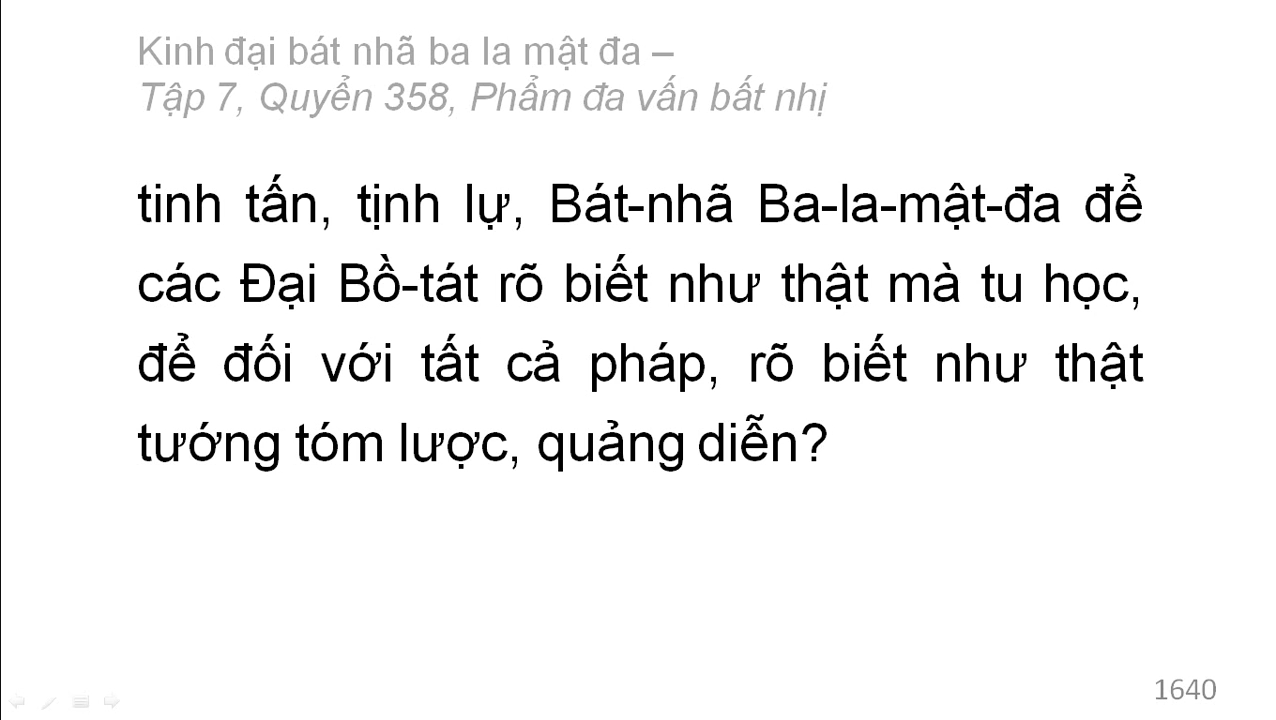 Kinh đại bát nhã ba la mật đa –
Tập 7, Quyển 358, Phẩm đa vấn bất nhị
tinh tấn, tịnh lự, Bát-nhã Ba-la-mật-đa để
các Đại Bồ-tát rõ biết như thật mà tu học,
để đối với tất cả pháp, rõ biết như thật
tướng tóm lược, quảng diễn?
1640